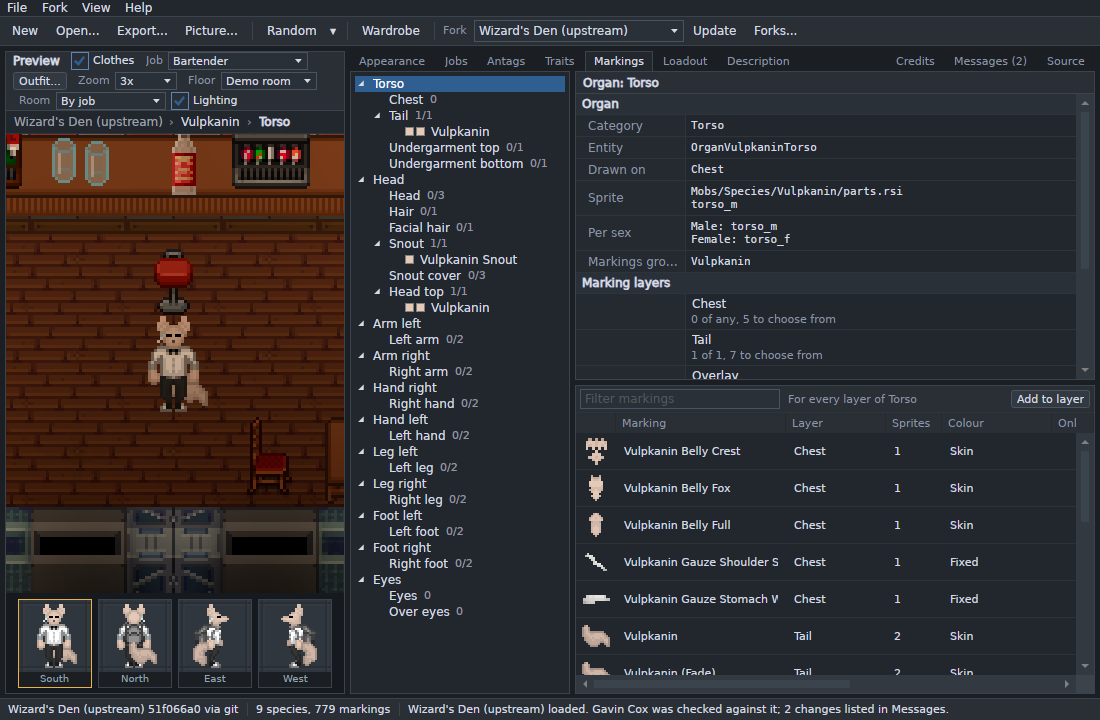 File Fork View Help
New Open... Export... Picture... Random Wardrobe Fork Wizard's Den (upstream) Update Forks...
Preview Clothes Job Bartender
Outfit... Zoom 3x Floor Demo room
Room By job Lighting
Wizard's Den (upstream) › Vulpkanin › Torso
South North East West
Appearance Jobs Antags Traits Markings Loadout Description Credits Messages (2) Source
Torso
Chest 0
Tail 1/1
Vulpkanin
Undergarment top 0/1
Undergarment bottom 0/1
Head
Head 0/3
Hair 0/1
Facial hair 0/1
Snout 1/1
Vulpkanin Snout
Snout cover 0/3
Head top 1/1
Vulpkanin
Arm left
Left arm 0/2
Arm right
Right arm 0/2
Hand right
Right hand 0/2
Hand left
Left hand 0/2
Leg left
Left leg 0/2
Leg right
Right leg 0/2
Foot left
Left foot 0/2
Foot right
Right foot 0/2
Eyes
Eyes 0
Over eyes 0
Organ: Torso
Organ
Category Torso
Entity OrganVulpkaninTorso
Drawn on Chest
Sprite Mobs/Species/Vulpkanin/parts.rsi
torso_m
Per sex Male: torso_m
Female: torso_f
Markings gro... Vulpkanin
Marking layers
Chest
0 of any, 5 to choose from
Tail
1 of 1, 7 to choose from
Overlay
Filter markings For every layer of Torso Add to layer
Marking Layer Sprites Colour Onl
Vulpkanin Belly Crest Chest 1 Skin
Vulpkanin Belly Fox Chest 1 Skin
Vulpkanin Belly Full Chest 1 Skin
Vulpkanin Gauze Shoulder S Chest 1 Fixed
Vulpkanin Gauze Stomach W Chest 1 Fixed
Vulpkanin Tail 2 Skin
Vulpkanin (Fade) Tail 2 Skin
Wizard's Den (upstream) 51f066a0 via git 9 species, 779 markings Wizard's Den (upstream) loaded. Gavin Cox was checked against it; 2 changes listed in Messages.